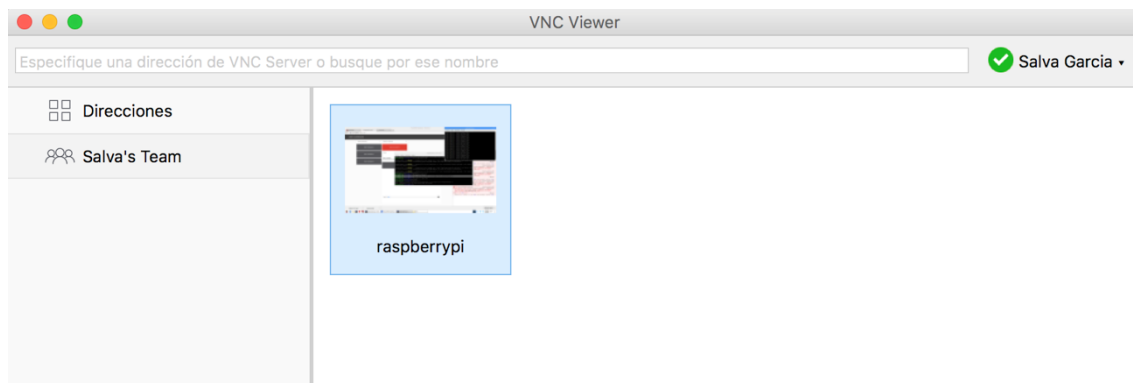 VNC Viewer
Especifique una dirección de VNC Server o busque por ese nombre
Salva Garcia
Direcciones
Salva's Team
raspberrypi